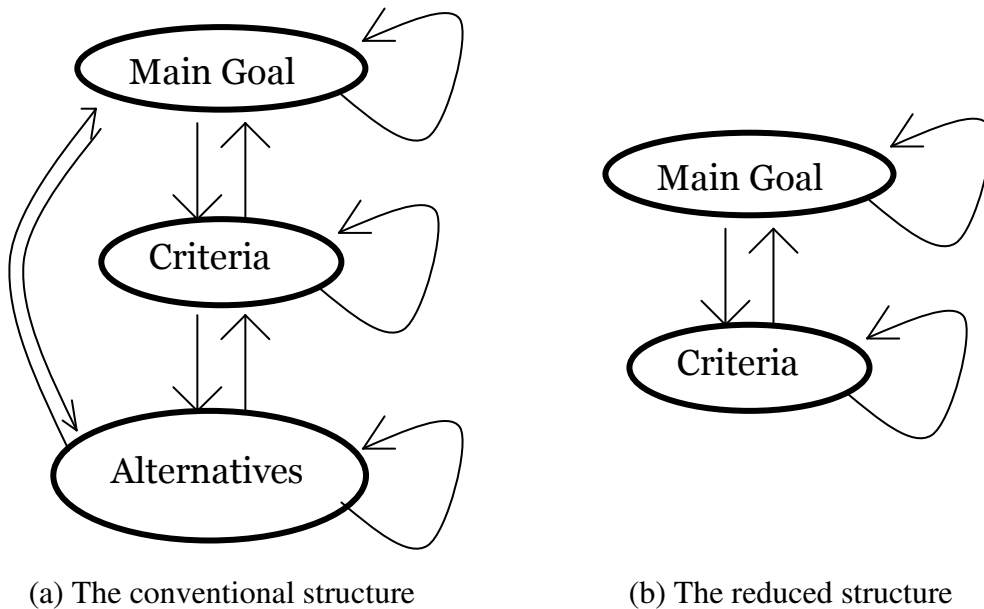 Main Goal
Criteria
Alternatives
(a) The conventional structure
Main Goal
Criteria
(b) The reduced structure